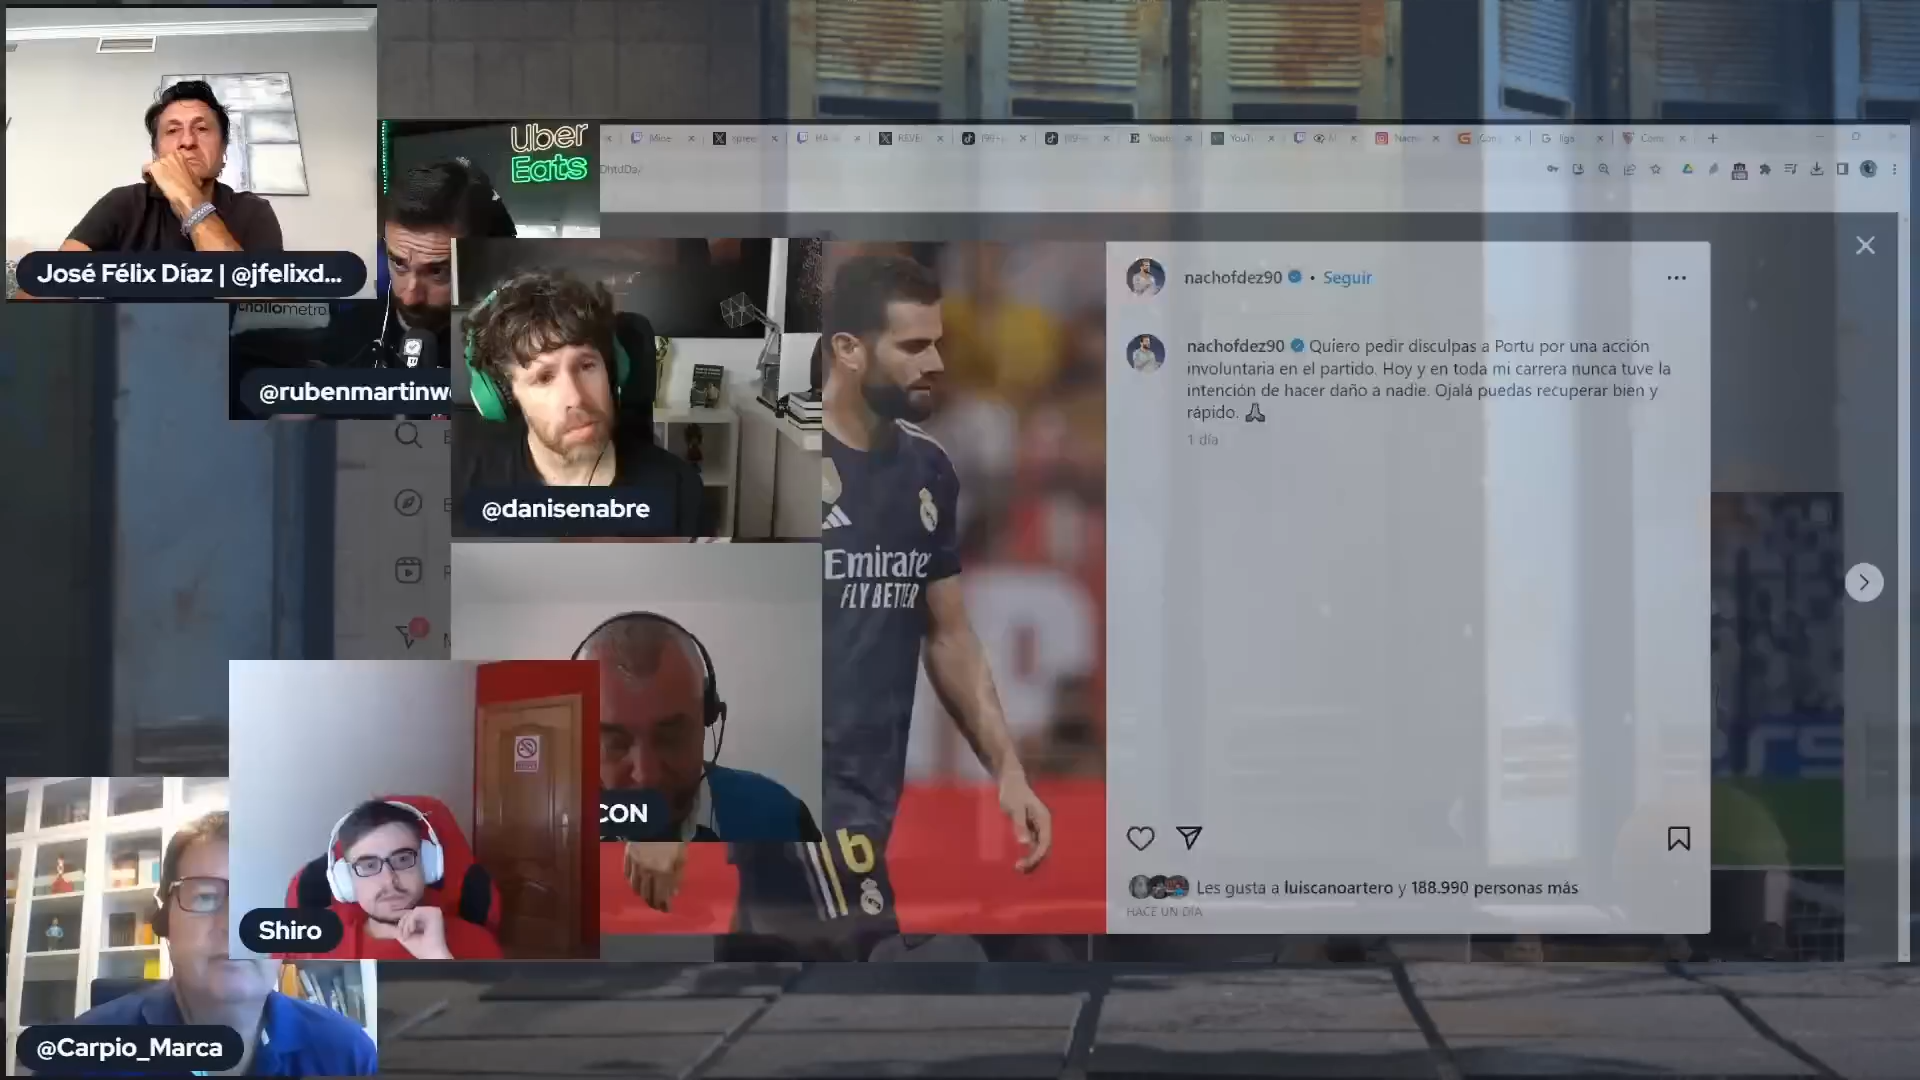 José Félix Díaz | @jfelixd...
Uber
Eats
@rubenmartinw
@danisenabre
CON
Shiro
@Carpio_Marca
Emirate
FLY BETTER
6
nachofdez90 • Seguir
nachofdez90 Quiero pedir disculpas a Portu por una acción
involuntaria en el partido. Hoy y en toda mi carrera nunca tuve la
intención de hacer daño a nadie. Ojalá puedas recuperar bien y
rápido.
1 día
Les gusta a luiscanoartero y 188.990 personas más
HACE UN DÍA